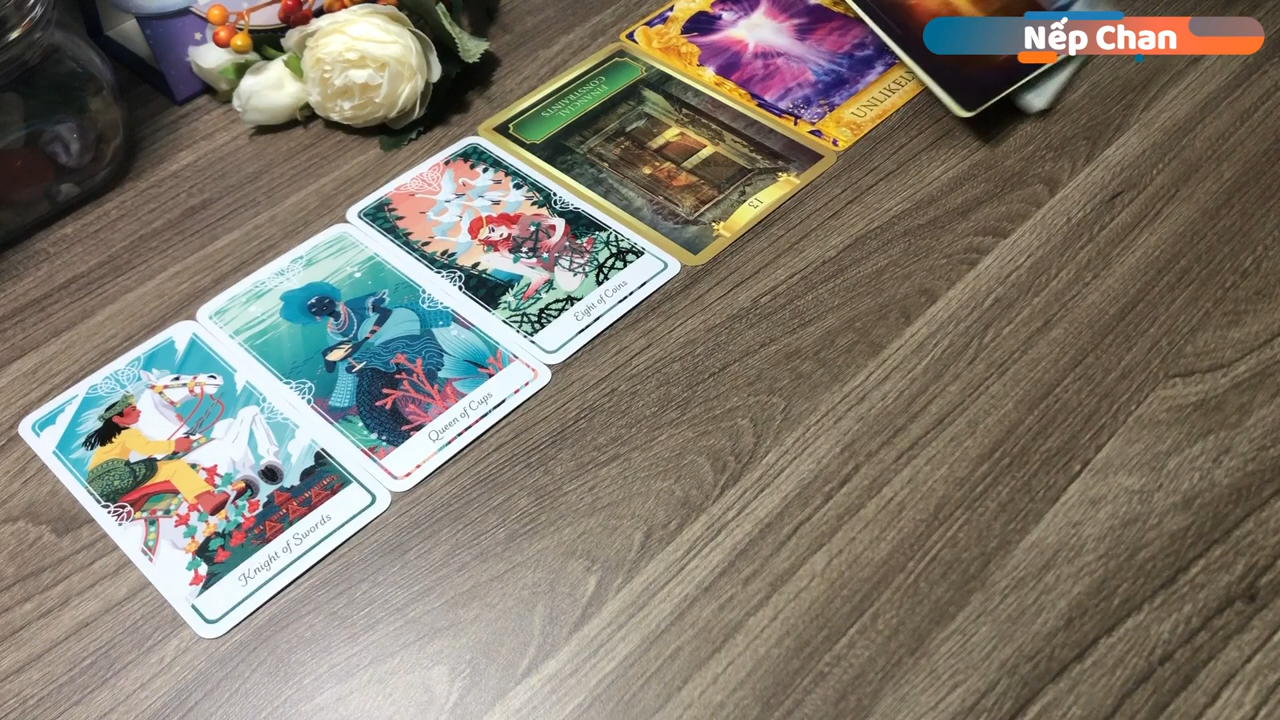 Nếp Chan
UNLIKELY
FINANCIAL
CONSTRAINTS
13
Eight of Coins
Queen of Cups
Knight of Swords